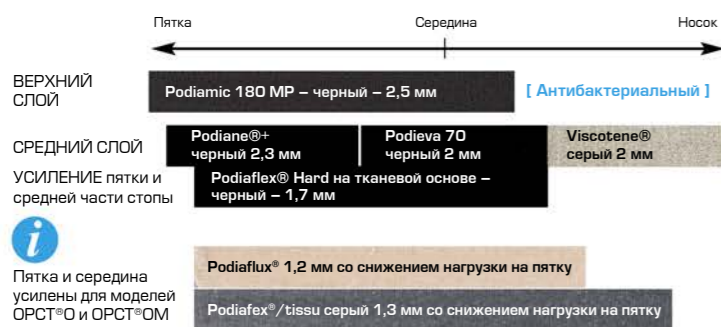 Пятка Середина Носок
ВЕРХНИЙ
СЛОЙ
Podiamic 180 MP – черный – 2,5 мм
[ Антибактериальный ]
СРЕДНИЙ СЛОЙ
Podiane®+
черный 2,3 мм
Podieva 70
черный 2 мм
Viscotene®
серый 2 мм
УСИЛЕНИЕ пятки и
средней части стопы
Podiaflex® Hard на тканевой основе –
черный – 1,7 мм
i
Пятка и середина
усилены для моделей
ОРСТ®О и ОРСТ®ОМ
Podiaflux® 1,2 мм со снижением нагрузки на пятку
Podiafex®/tissu серый 1,3 мм со снижением нагрузки на пятку